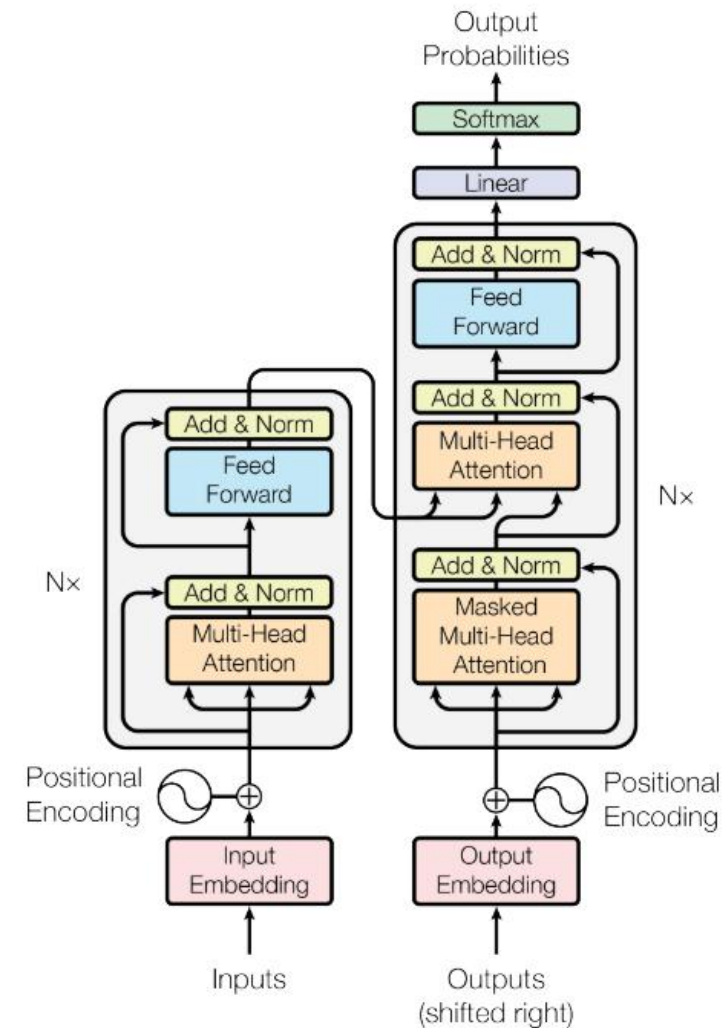 Output
Probabilities
Softmax
Linear
Add & Norm
Feed
Forward
Add & Norm
Multi-Head
Attention
Nx
Add & Norm
Masked
Multi-Head
Attention
Add & Norm
Feed
Forward
Nx
Add & Norm
Multi-Head
Attention
Positional
Encoding
Positional
Encoding
Input
Embedding
Output
Embedding
Inputs
Outputs
(shifted right)